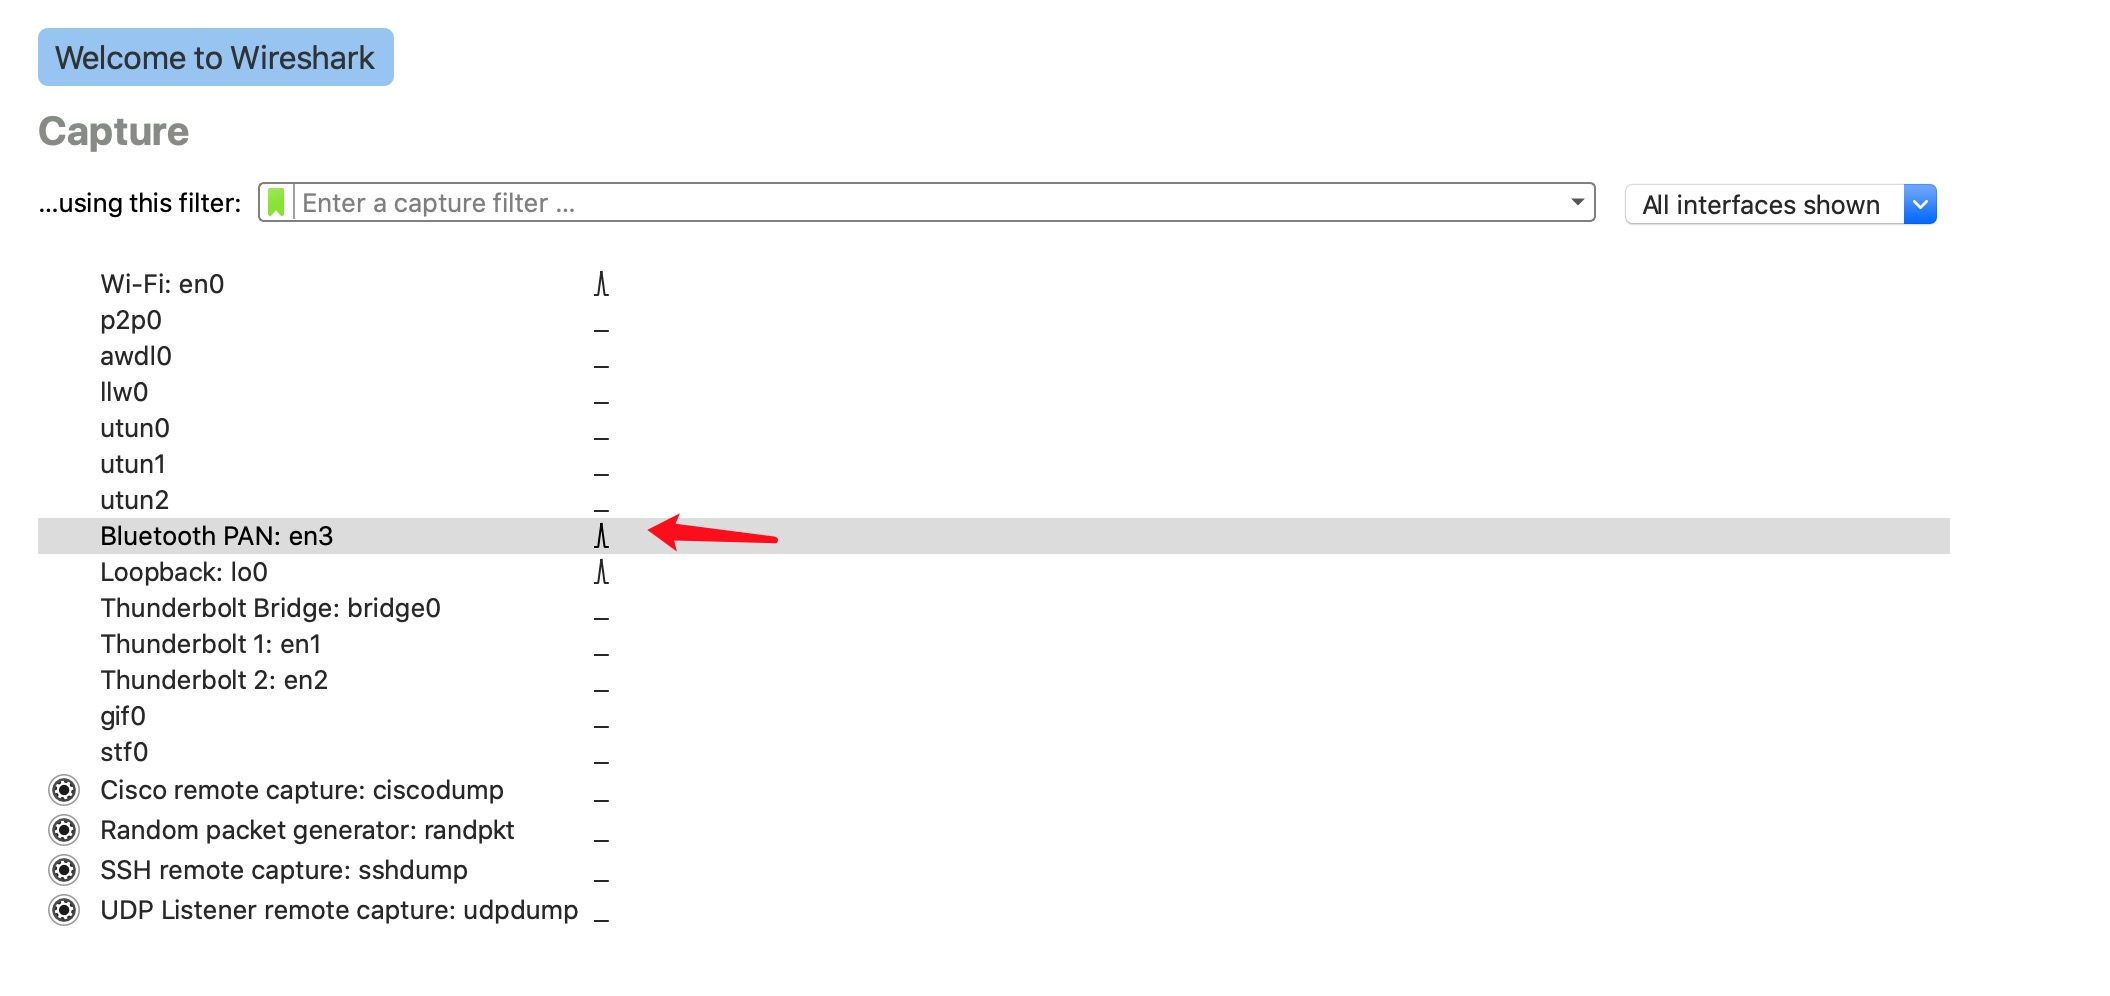 Welcome to Wireshark
Capture
...using this filter: Enter a capture filter ... All interfaces shown
Wi-Fi: en0
p2p0
awdl0
llw0
utun0
utun1
utun2
Bluetooth PAN: en3
Loopback: lo0
Thunderbolt Bridge: bridge0
Thunderbolt 1: en1
Thunderbolt 2: en2
gif0
stf0
Cisco remote capture: ciscodump
Random packet generator: randpkt
SSH remote capture: sshdump
UDP Listener remote capture: udpdump